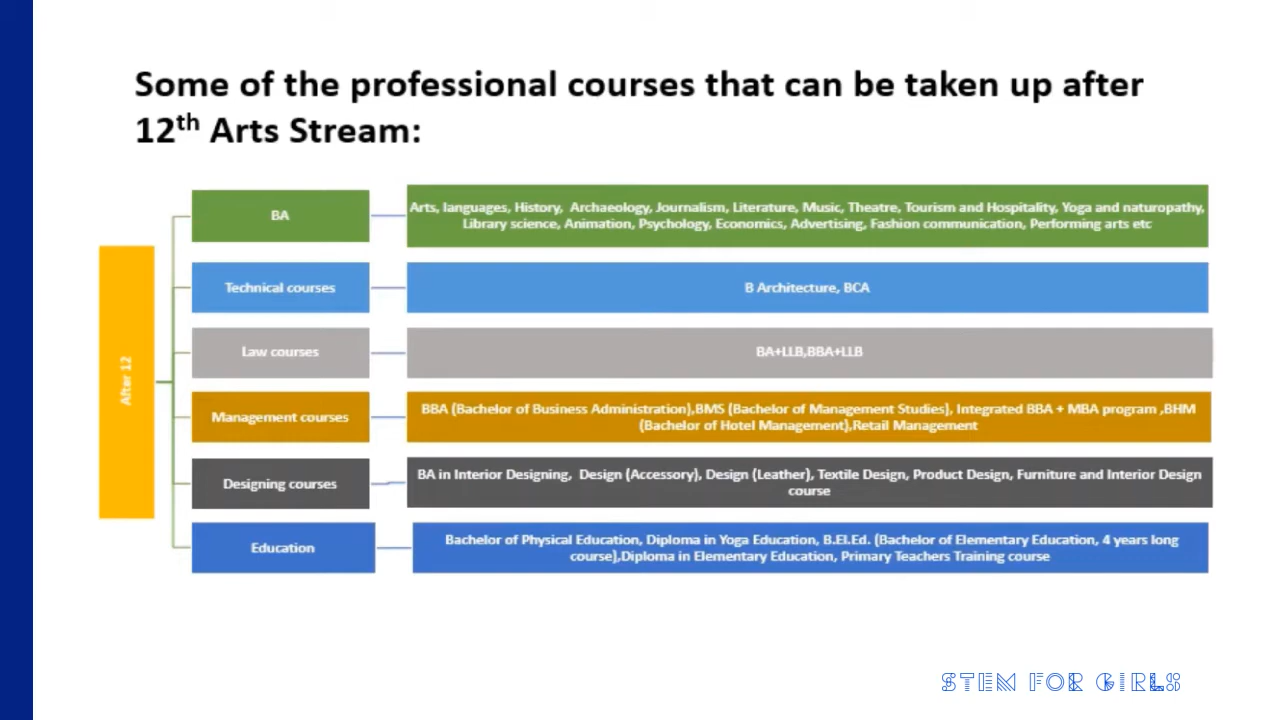 Some of the professional courses that can be taken up after
12th Arts Stream:
After 12
BA
Arts, languages, History, Archaeology, Journalism, Literature, Music, Theatre, Tourism and Hospitality, Yoga and naturopathy,
Library science, Animation, Psychology, Economics, Advertising, Fashion communication, Performing arts etc
Technical courses
B Architecture, BCA
Law courses
BA+LLB,BBA+LLB
Management courses
BBA (Bachelor of Business Administration),BMS (Bachelor of Management Studies), Integrated BBA + MBA program ,BHM
(Bachelor of Hotel Management),Retail Management
Designing courses
BA in Interior Designing, Design (Accessory), Design (Leather), Textile Design, Product Design, Furniture and Interior Design
course
Education
Bachelor of Physical Education, Diploma in Yoga Education, B.El.Ed. (Bachelor of Elementary Education, 4 years long
course),Diploma in Elementary Education, Primary Teachers Training course
STEM FOR GIRLS